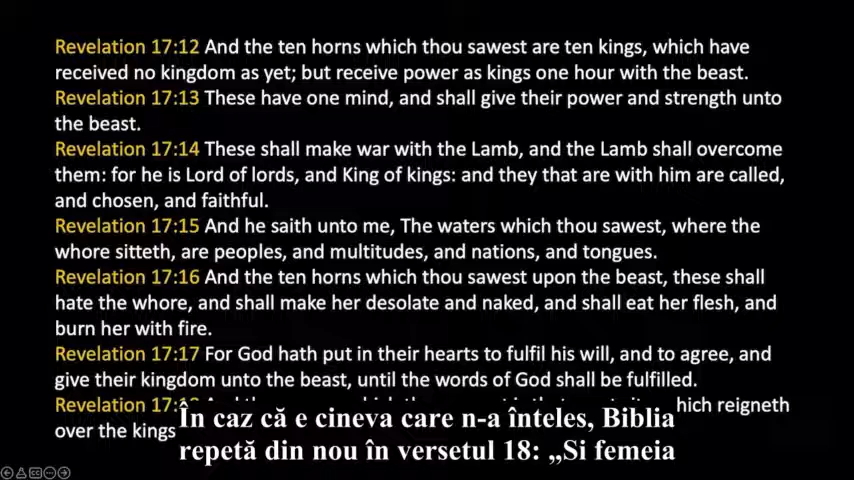 Revelation 17:12 And the ten horns which thou sawest are ten kings, which have
received no kingdom as yet; but receive power as kings one hour with the beast.
Revelation 17:13 These have one mind, and shall give their power and strength unto
the beast.
Revelation 17:14 These shall make war with the Lamb, and the Lamb shall overcome
them: for he is Lord of lords, and King of kings: and they that are with him are called,
and chosen, and faithful.
Revelation 17:15 And he saith unto me, The waters which thou sawest, where the
whore sitteth, are peoples, and multitudes, and nations, and tongues.
Revelation 17:16 And the ten horns which thou sawest upon the beast, these shall
hate the whore, and shall make her desolate and naked, and shall eat her flesh, and
burn her with fire.
Revelation 17:17 For God hath put in their hearts to fulfil his will, and to agree, and
give their kingdom unto the beast, until the words of God shall be fulfilled.
Revelation reigneth
over the kings
În caz că e cineva care n-a înteles, Biblia
repetă din nou în versetul 18: „Si femeia